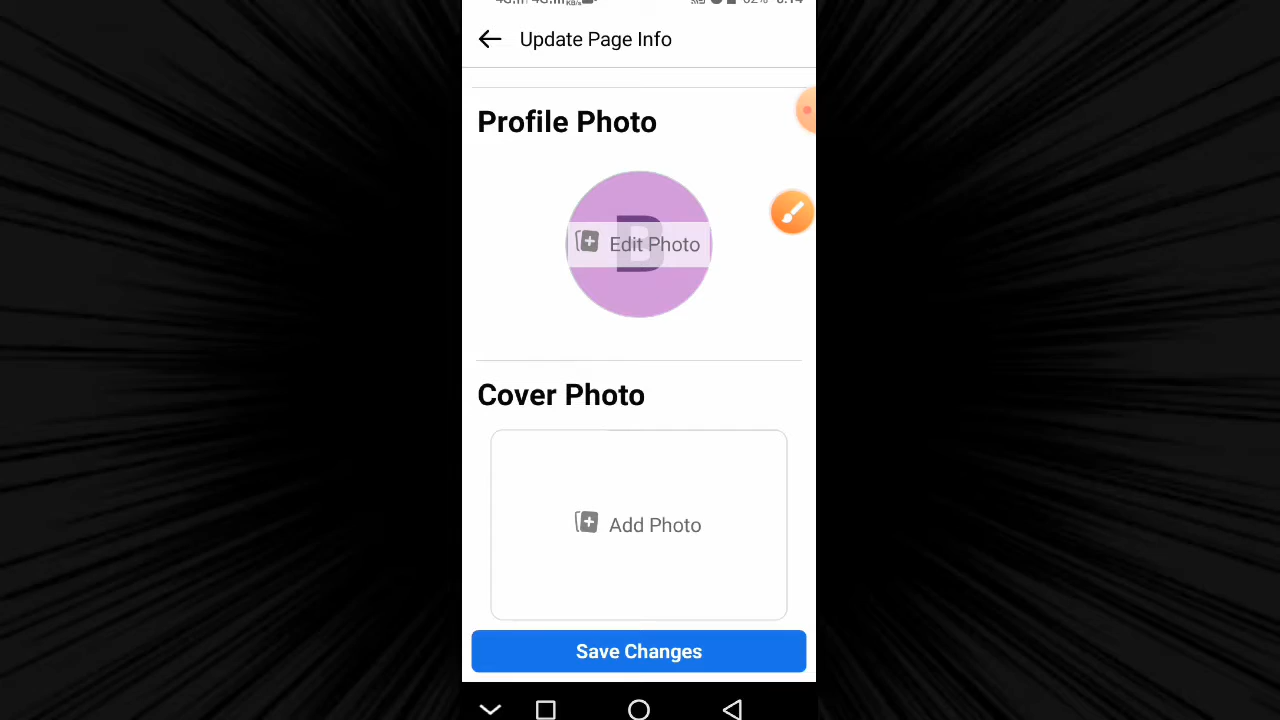 Update Page Info
Profile Photo
B
Edit Photo
Cover Photo
Add Photo
Save Changes